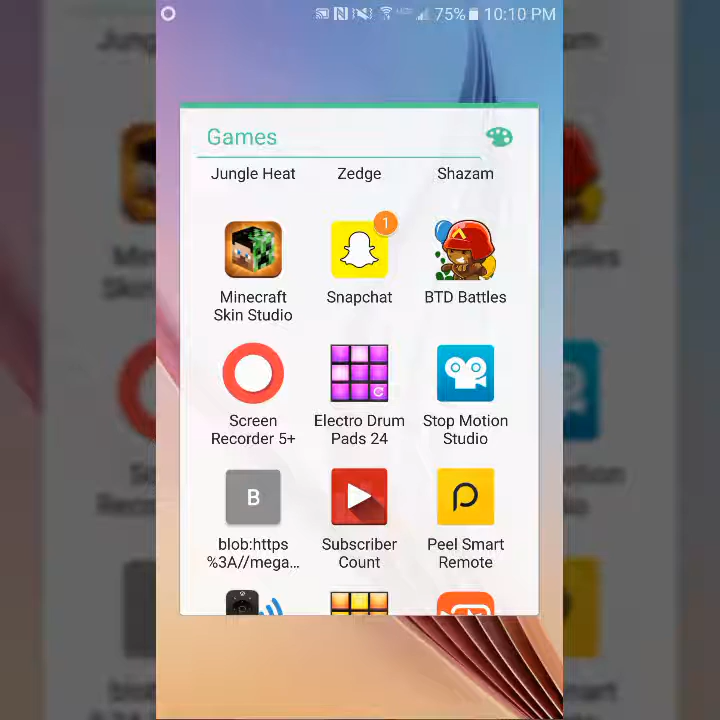 75% 10:10 PM
Games
Jungle Heat Zedge Shazam
1
Minecraft Snapchat BTD Battles
Skin Studio
Screen Electro Drum Stop Motion
Recorder 5+ Pads 24 Studio
B
blob:https Subscriber Peel Smart
%3A//mega... Count Remote